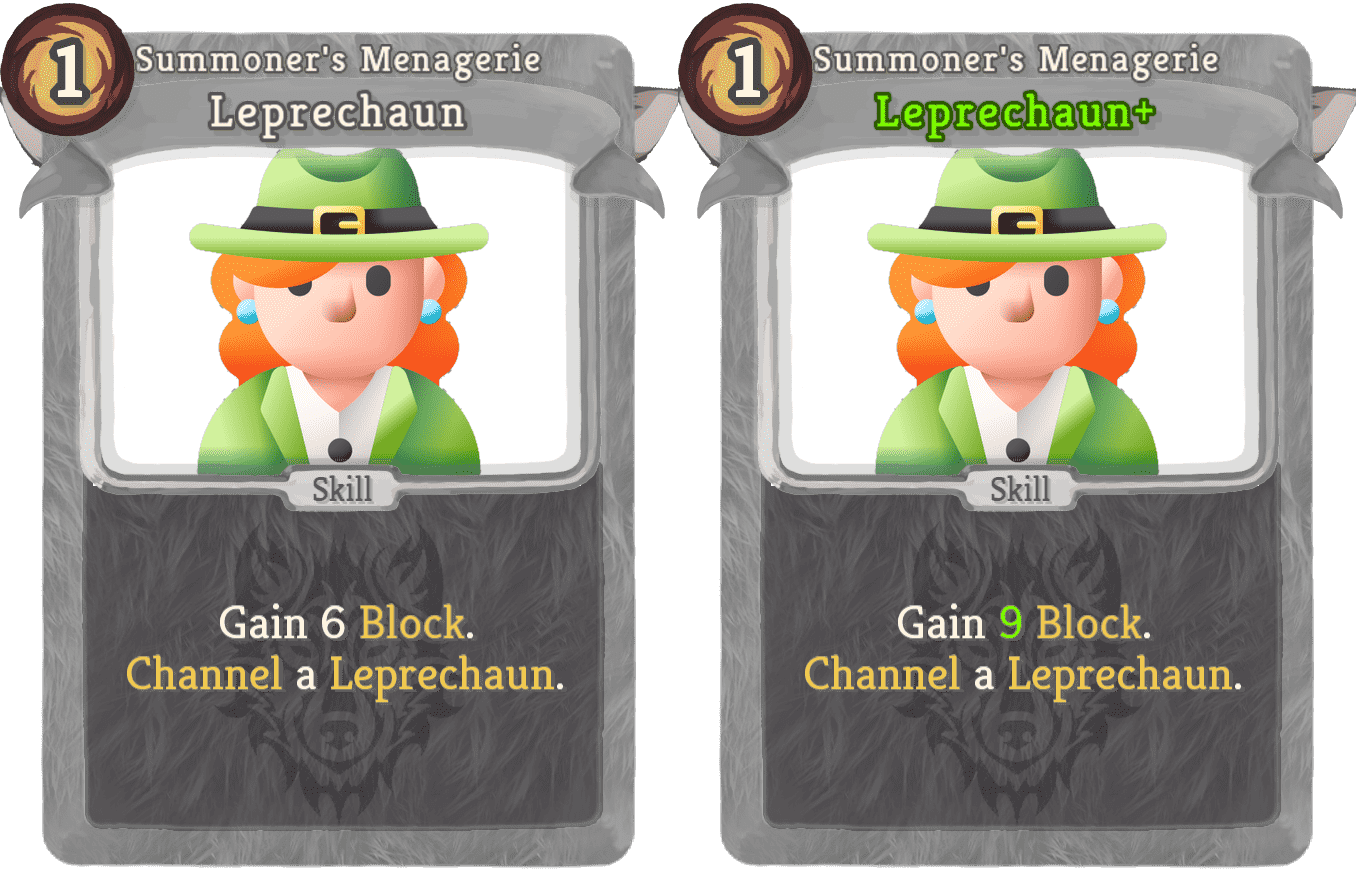 1
Summoner's Menagerie
Leprechaun
Skill
Gain 6 Block.
Channel a Leprechaun.
1
Summoner's Menagerie
Leprechaun+
Skill
Gain 9 Block.
Channel a Leprechaun.